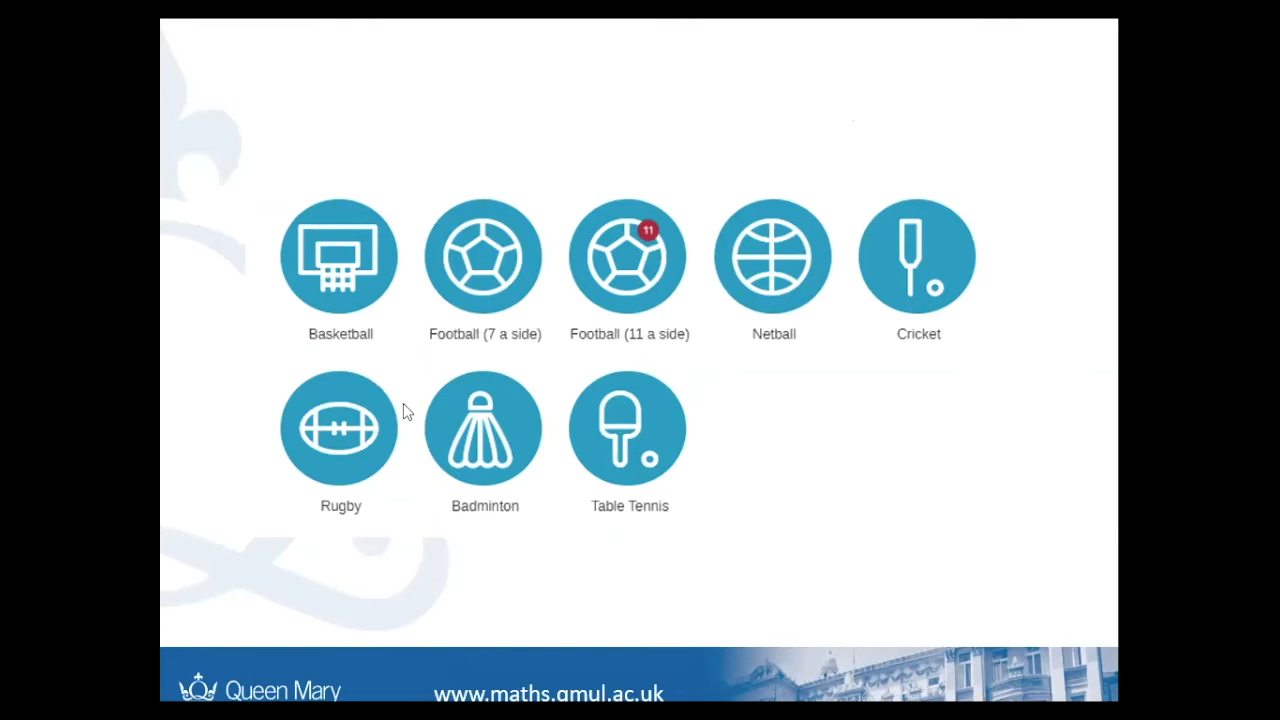 11
Basketball
Football (7 a side)
Football (11 a side)
Netball
Cricket
Rugby
Badminton
Table Tennis
Queen Mary
www.maths.qmul.ac.uk